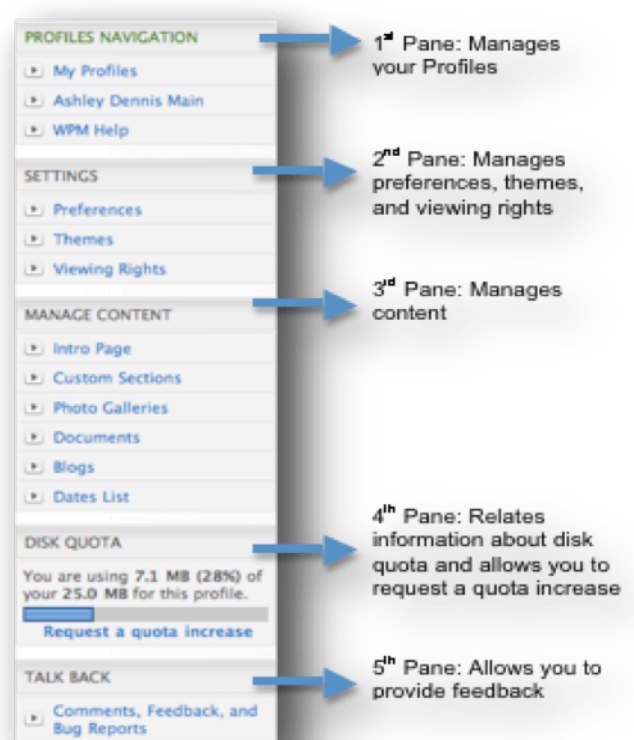 PROFILES NAVIGATION
My Profiles
Ashley Dennis Main
WPM Help
1st Pane: Manages
your Profiles
SETTINGS
Preferences
Themes
Viewing Rights
2nd Pane: Manages
preferences, themes,
and viewing rights
MANAGE CONTENT
Intro Page
Custom Sections
Photo Galleries
Documents
Blogs
Dates List
3rd Pane: Manages
content
DISK QUOTA
You are using 7.1 MB (28%) of
your 25.0 MB for this profile.
Request a quota increase
4th Pane: Relates
information about disk
quota and allows you to
request a quota increase
TALK BACK
Comments, Feedback, and
Bug Reports
5th Pane: Allows you to
provide feedback